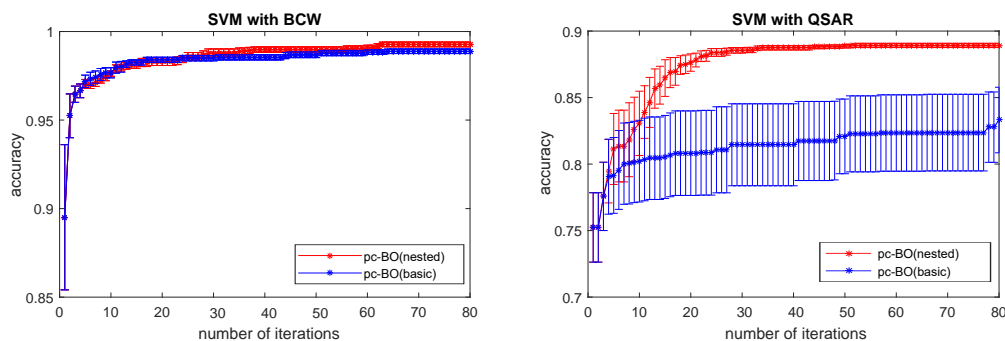 SVM with BCW
1
0.95
0.9
0.85
accuracy
0 10 20 30 40 50 60 70 80
number of iterations
pc-BO(nested)
pc-BO(basic)
SVM with QSAR
0.9
0.85
0.8
0.75
0.7
accuracy
0 10 20 30 40 50 60 70 80
number of iterations
pc-BO(nested)
pc-BO(basic)